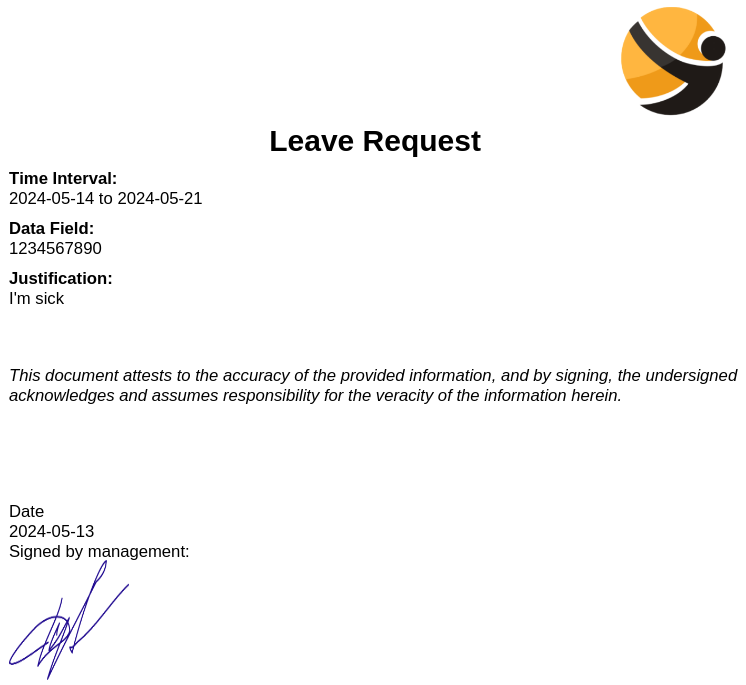 Leave Request
Time Interval:
2024-05-14 to 2024-05-21
Data Field:
1234567890
Justification:
I'm sick
This document attests to the accuracy of the provided information, and by signing, the undersigned
acknowledges and assumes responsibility for the veracity of the information herein.
Date
2024-05-13
Signed by management: